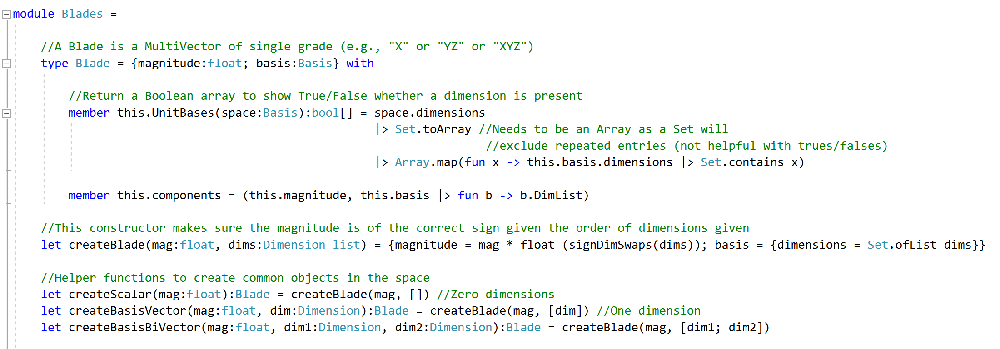 module Blades =
//A Blade is a MultiVector of single grade (e.g., "X" or "YZ" or "XYZ")
type Blade = {magnitude:float; basis:Basis} with
//Return a Boolean array to show True/False whether a dimension is present
member this.UnitBases(space:Basis):bool[] = space.dimensions
|> Set.toArray //Needs to be an Array as a Set will
//exclude repeated entries (not helpful with trues/falses)
|> Array.map(fun x -> this.basis.dimensions |> Set.contains x)
member this.components = (this.magnitude, this.basis |> fun b -> b.DimList)
//This constructor makes sure the magnitude is of the correct sign given the order of dimensions given
let createBlade(mag:float, dims:Dimension list) = {magnitude = mag * float (signDimSwaps(dims)); basis = {dimensions = Set.ofList dims}}
//Helper functions to create common objects in the space
let createScalar(mag:float):Blade = createBlade(mag, []) //Zero dimensions
let createBasisVector(mag:float, dim:Dimension):Blade = createBlade(mag, [dim]) //One dimension
let createBasisBiVector(mag:float, dim1:Dimension, dim2:Dimension):Blade = createBlade(mag, [dim1; dim2])